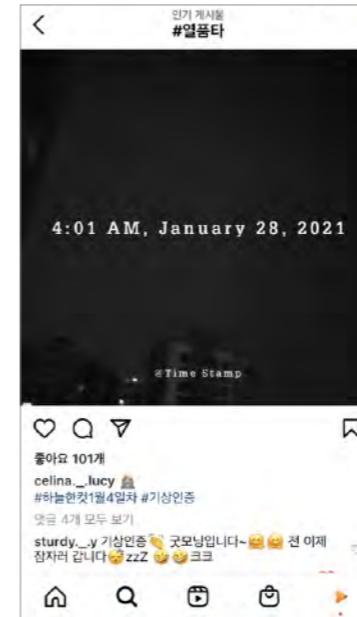 인기 게시물
#열품타
4:01 AM, January 28, 2021
@Time Stamp
좋아요 101개
celina._.lucy
#하늘한컷1월4일차 #기상인증
댓글 4개 모두 보기
sturdy._.y 기상인증👏 굿모닝입니다~🤗🤗 전 이제
잠자러 갑니다😴zzZ 🤪🤪크크